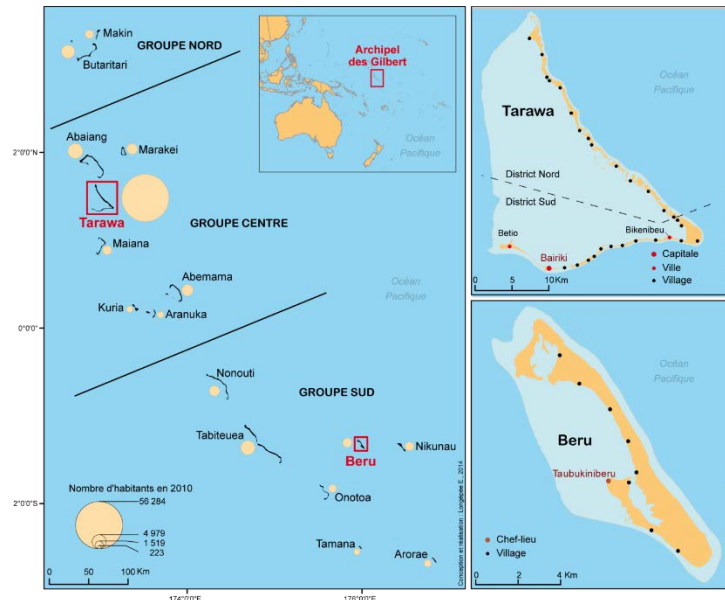 Makin
GROUPE NORD
Butaritari
Archipel
des Gilbert
Océan
Pacifique
Abaiang
2°0'0"N
Marakei
Tarawa
GROUPE CENTRE
Maiana
Abemama
Océan
Pacifique
Kuria
Aranuka
0°0'0"
Nonouti
GROUPE SUD
Tabiteuea
Beru
Nikunau
Nombre d'habitants en 2010
56 284
4 979
1 519
223
Onotoa
2°0'0"S
Tamana
Arorae
0 50 100 Km
174°0'0"E
176°0'0"E
Conception et réalisation : Longépée E., 2014
Océan
Pacifique
Tarawa
District Nord
District Sud
Betio
Bikenibeu
Bairiki
Capitale
Ville
Village
0 5 10 Km
Océan
Pacifique
Beru
Taubukiniberu
Chef-lieu
Village
0 2 4 Km